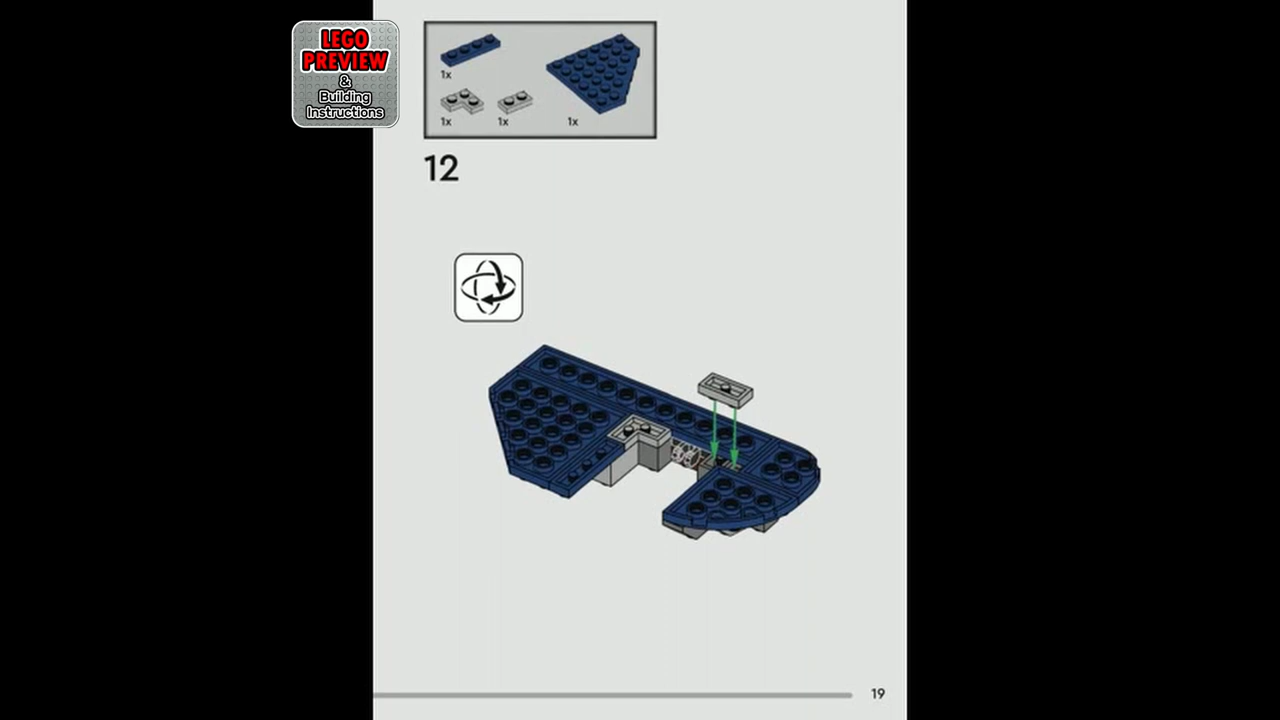 LEGO
PREVIEW
&
Building
Instructions
1x
1x
1x
1x
12
19